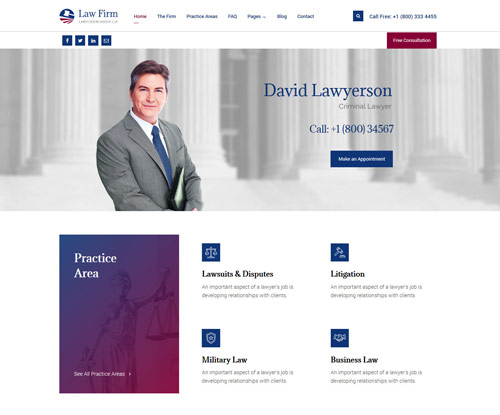 Law Firm
Home The Firm Practice Areas FAQ Pages Blog Contact
Call Free: +1 (800) 333 4455
Free Consultation
David Lawyerson
Criminal Lawyer
Call: +1 (800) 34567
Make an Appointment
Practice
Area
See All Practice Areas
Lawsuits & Disputes
An important aspect of a lawyer's job is
developing relationships with clients.
Litigation
An important aspect of a lawyer's job is
developing relationships with clients.
Military Law
An important aspect of a lawyer's job is
developing relationships with clients.
Business Law
An important aspect of a lawyer's job is
developing relationships with clients.